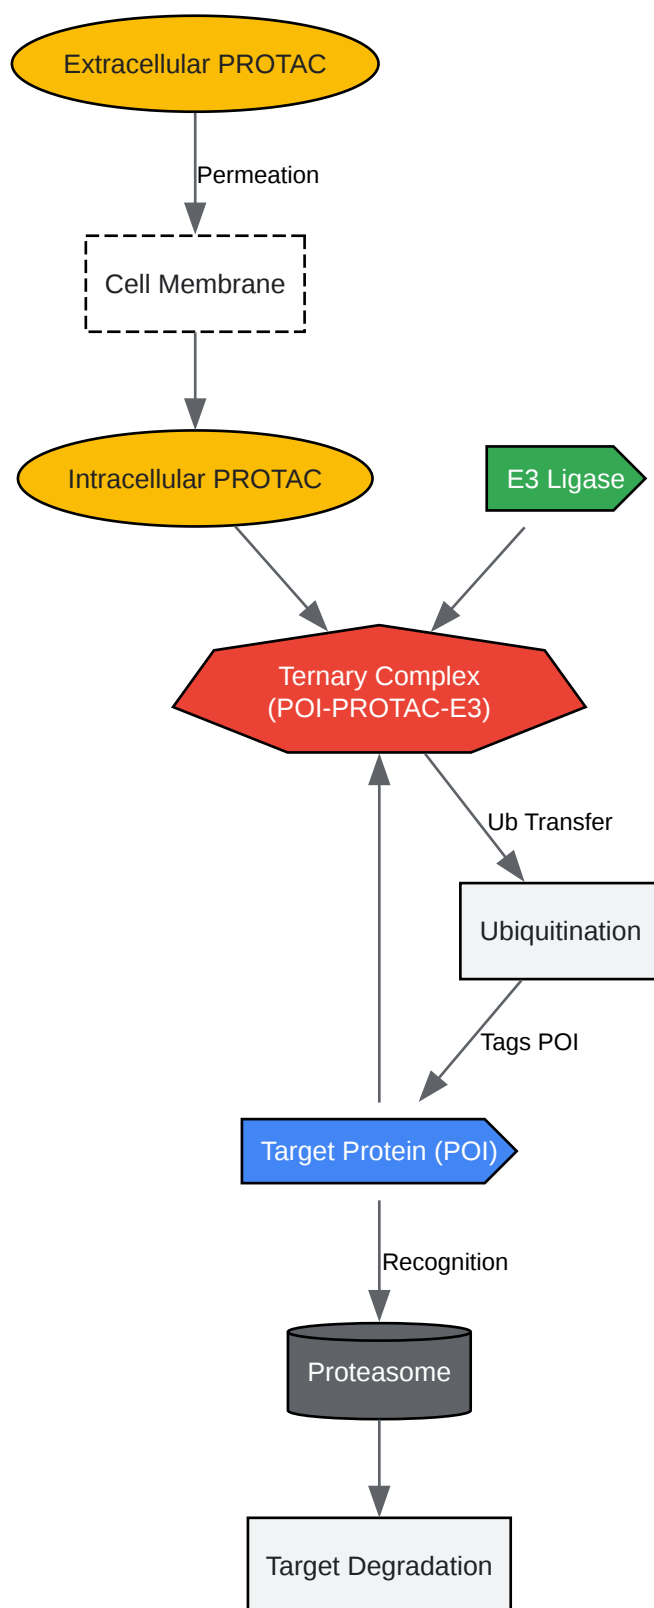 Extracellular PROTAC
Permeation
Cell Membrane
Intracellular PROTAC
E3 Ligase
Ternary Complex
(POI-PROTAC-E3)
Ub Transfer
Ubiquitination
Tags POI
Target Protein (POI)
Recognition
Proteasome
Target Degradation